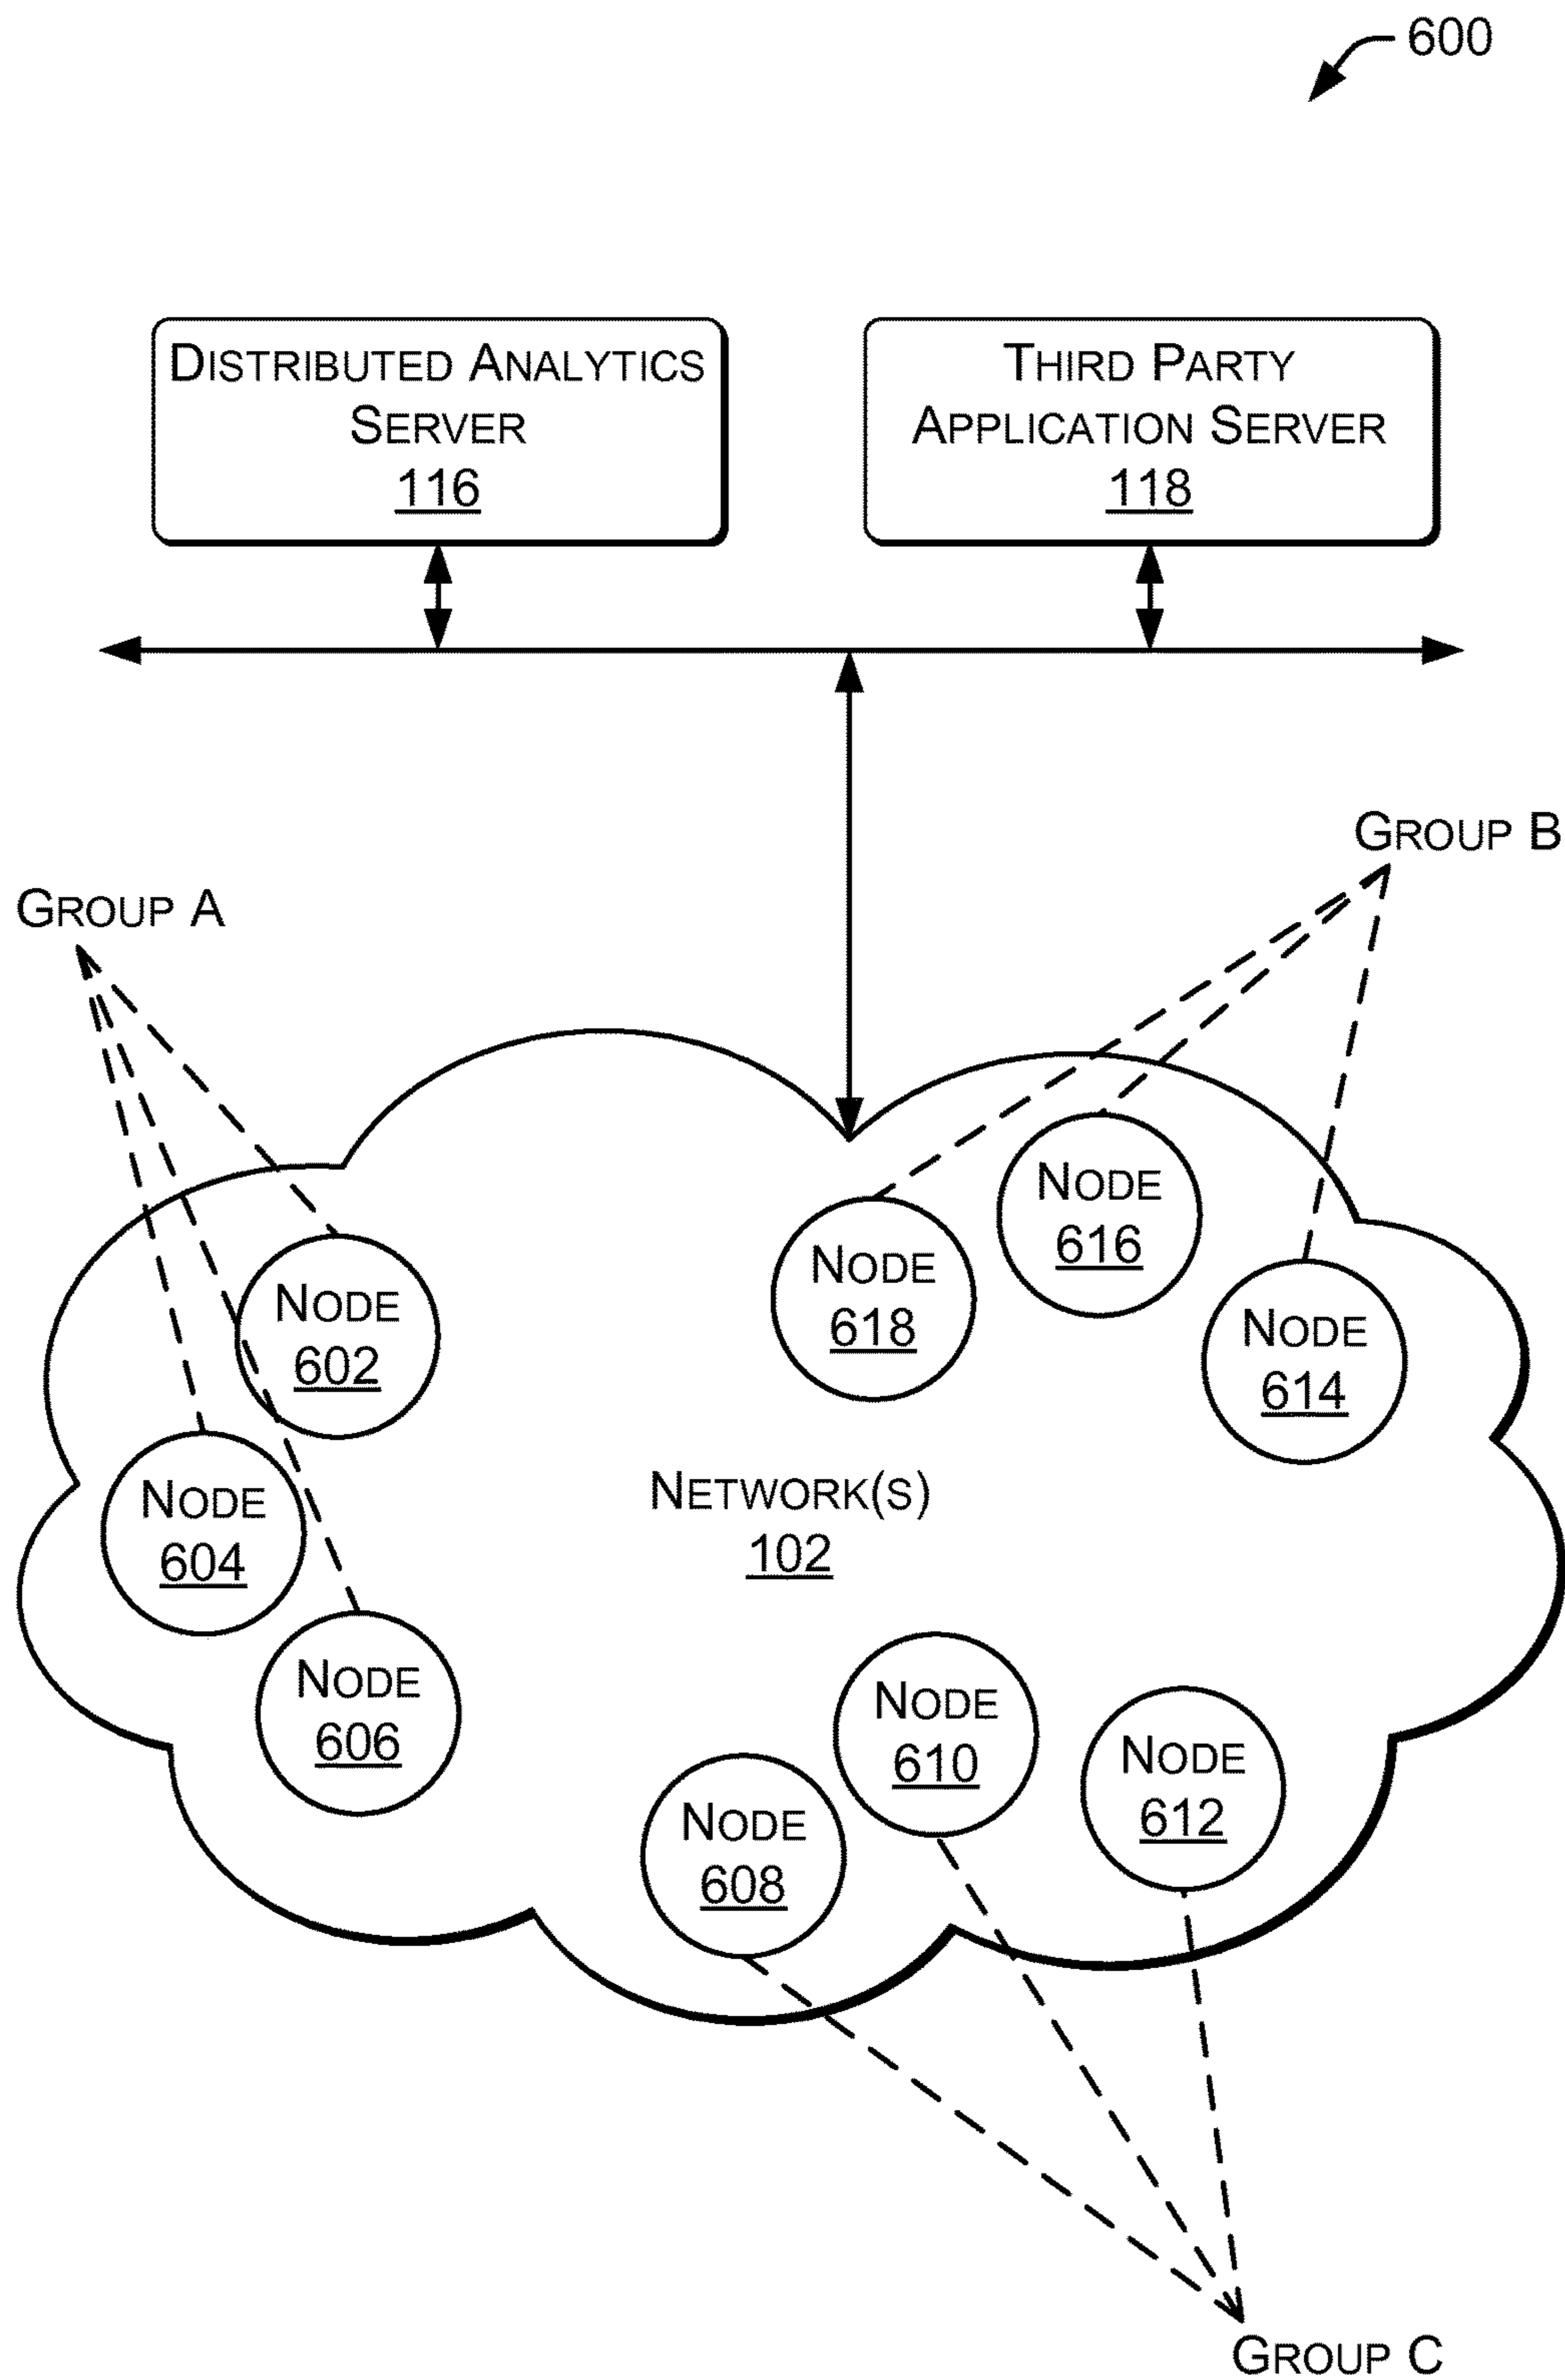 600
DISTRIBUTED ANALYTICS
SERVER
116
THIRD PARTY
APPLICATION SERVER
118
GROUP B
GROUP A
NODE
616
NODE
618
NODE
602
NODE
614
NETWORK(S)
102
NODE
604
NODE
606
NODE
610
NODE
612
NODE
608
GROUP C